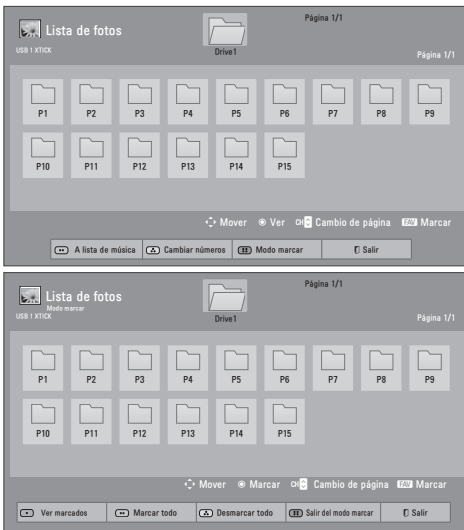 Página 1/1
Lista de fotos
USB 1 XTICK
Drive1
Página 1/1
P1 P2 P3 P4 P5 P6 P7 P8 P9
P10 P11 P12 P13 P14 P15
Mover Ver CH Cambio de página FAV Marcar
A lista de música Cambiar números Modo marcar Salir
Página 1/1
Lista de fotos
Modo marcar
USB 1 XTICK
Drive1
Página 1/1
P1 P2 P3 P4 P5 P6 P7 P8 P9
P10 P11 P12 P13 P14 P15
Mover Marcar CH Cambio de página FAV Marcar
Ver marcados Marcar todo Desmarcar todo Salir del modo marcar Salir